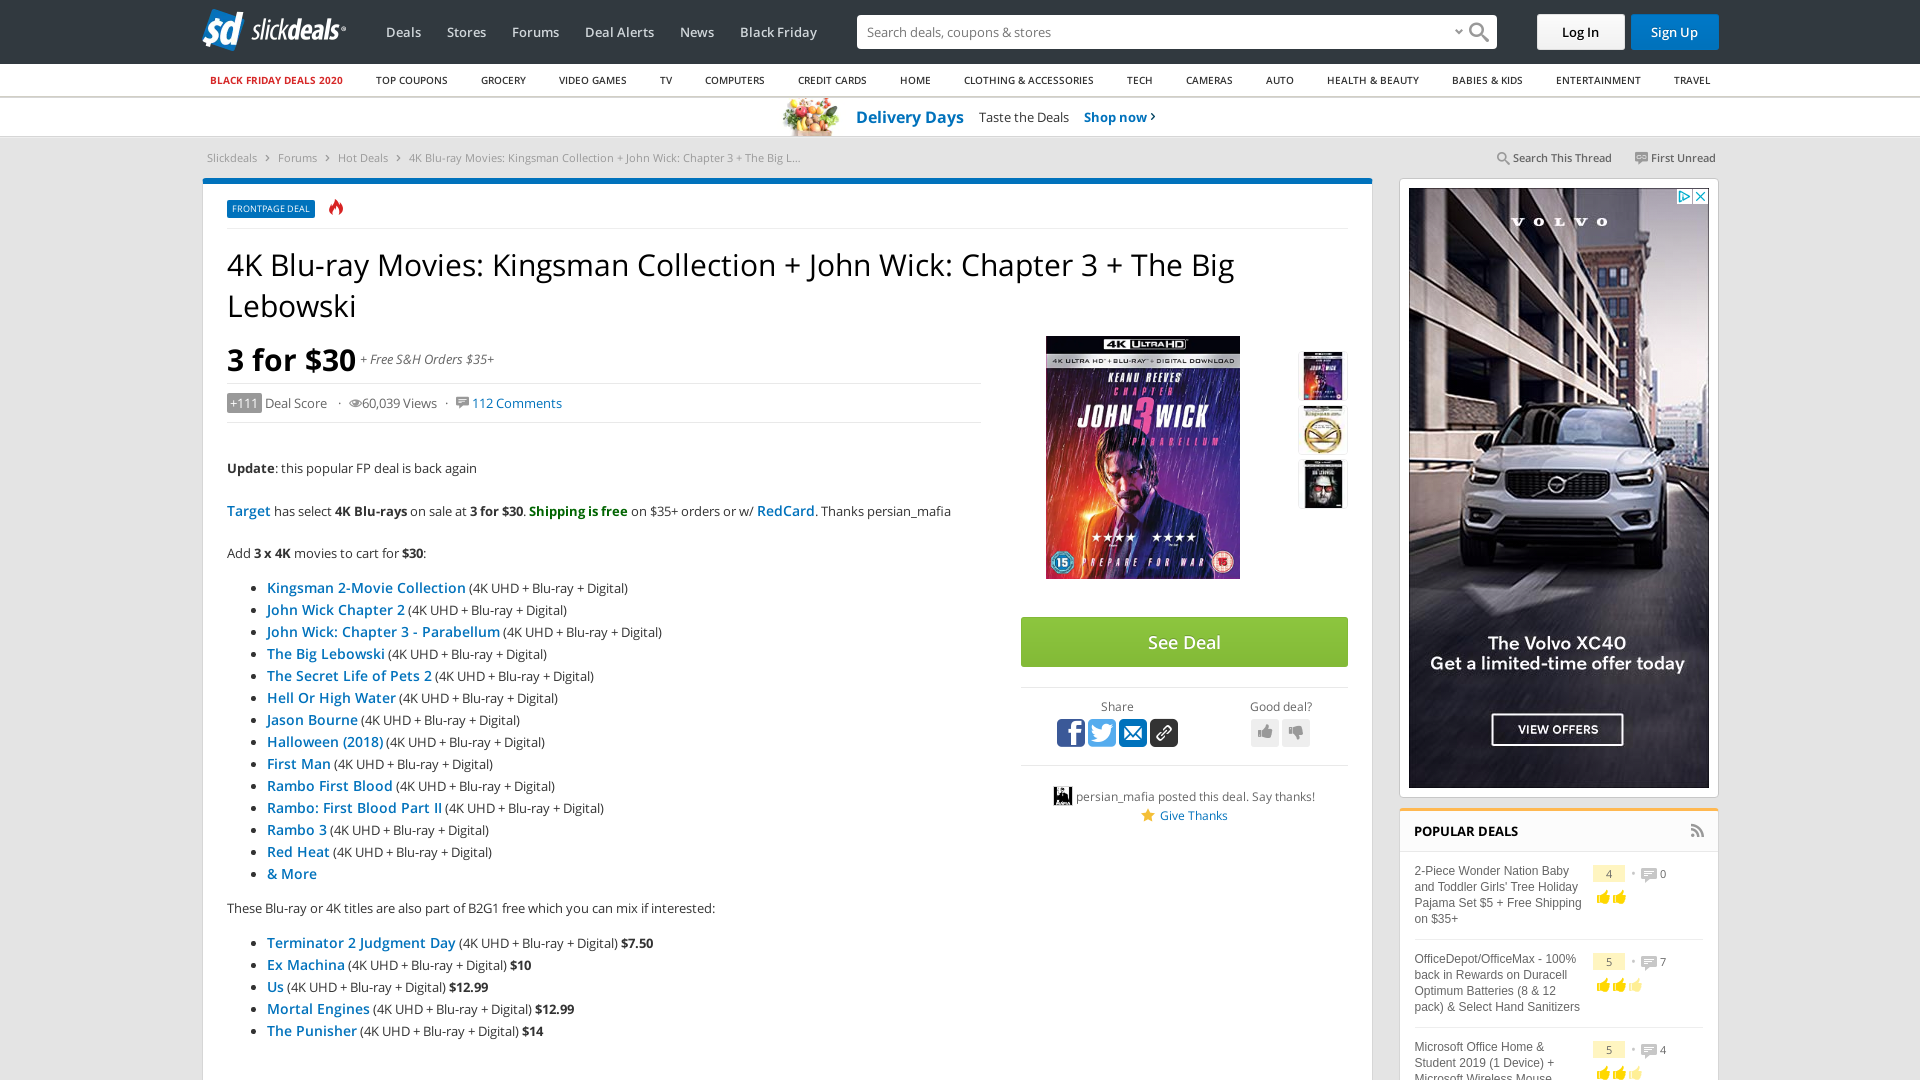 $d slickdeals
Deals Stores Forums Deal Alerts News Black Friday
Search deals, coupons & shops
Log In Sign Up
BLACK FRIDAY DEALS 2020 TOP COUPONS GROCERY VIDEO GAMES TV COMPUTERS CREDIT CARDS HOME CLOTHING & ACCESSORIES TECH CAMERAS AUTO HEALTH & BEAUTY BABIES & KIDS ENTERTAINMENT TRAVEL
Delivery Days Taste the Deals Shop now ›
Slickdeals › Forums › Hot Deals › 4K Blu-ray Movies: Kingsman Collection + John Wick: Chapter 3 + The Big L...
Search This Thread First Unread
FRONTPAGE DEAL
4K Blu-ray Movies: Kingsman Collection + John Wick: Chapter 3 + The Big
Lebowski
3 for $30 + Free S&H Orders $35+
+111 Deal Score · 60,039 Views · 112 Comments
Update: this popular FP deal is back again
Target has select 4K Blu-rays on sale at 3 for $30. Shipping is free on $35+ orders or w/ RedCard. Thanks persian_mafia
Add 3 x 4K movies to cart for $30:
• Kingsman 2-Movie Collection (4K UHD + Blu-ray + Digital)
• John Wick Chapter 2 (4K UHD + Blu-ray + Digital)
• John Wick: Chapter 3 - Parabellum (4K UHD + Blu-ray + Digital)
• The Big Lebowski (4K UHD + Blu-ray + Digital)
• The Secret Life of Pets 2 (4K UHD + Blu-ray + Digital)
• Hell Or High Water (4K UHD + Blu-ray + Digital)
• Jason Bourne (4K UHD + Blu-ray + Digital)
• Halloween (2018) (4K UHD + Blu-ray + Digital)
• First Man (4K UHD + Blu-ray + Digital)
• Rambo First Blood (4K UHD + Blu-ray + Digital)
• Rambo: First Blood Part II (4K UHD + Blu-ray + Digital)
• Rambo 3 (4K UHD + Blu-ray + Digital)
• Red Heat (4K UHD + Blu-ray + Digital)
• & More
These Blu-ray or 4K titles are also part of B2G1 free which you can mix if interested:
• Terminator 2 Judgment Day (4K UHD + Blu-ray + Digital) $7.50
• Ex Machina (4K UHD + Blu-ray + Digital) $10
• Us (4K UHD + Blu-ray + Digital) $12.99
• Mortal Engines (4K UHD + Blu-ray + Digital) $12.99
• The Punisher (4K UHD + Blu-ray + Digital) $14
4K ULTRAHD
4K ULTRA HD + BLU-RAY + DIGITAL DOWNLOAD
KEANU REEVES
CHAPTER
JOHN 3 WICK
PARABELLUM
★★★★ ★★★★
15 PREPARE FOR WAR 15
See Deal
Share Good deal?
persian_mafia posted this deal. Say thanks!
Give Thanks
VOLVO
The Volvo XC40
Get a limited-time offer today
VIEW OFFERS
POPULAR DEALS
2-Piece Wonder Nation Baby
and Toddler Girls' Tree Holiday
Pajama Set $5 + Free Shipping
on $35+
4 • 0
OfficeDepot/OfficeMax - 100%
back in Rewards on Duracell
Optimum Batteries (8 & 12
pack) & Select Hand Sanitizers
5 • 7
Microsoft Office Home &
Student 2019 (1 Device) +
Microsoft Wireless Mouse
5 • 4